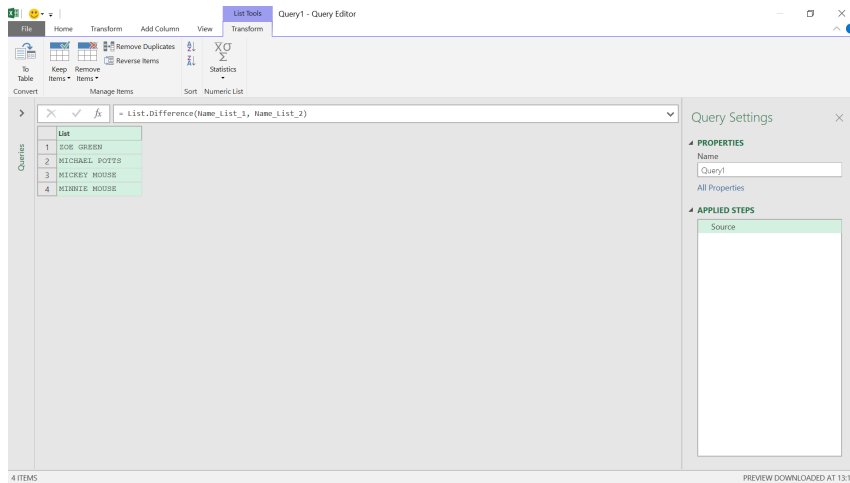 List Tools
Query1 - Query Editor
File
Home
Transform
Add Column
View
Transform
To
Table
Keep
Items
Remove
Items
Remove Duplicates
Reverse Items
A
Z
Z
A
XO
Σ
Statistics
Convert
Manage Items
Sort
Numeric List
fx
= List.Difference(Name_List_1, Name_List_2)
Queries
List
1 ZOE GREEN
2 MICHAEL POTTS
3 MICKEY MOUSE
4 MINNIE MOUSE
Query Settings
PROPERTIES
Name
Query1
All Properties
APPLIED STEPS
Source
4 ITEMS
PREVIEW DOWNLOADED AT 13:1